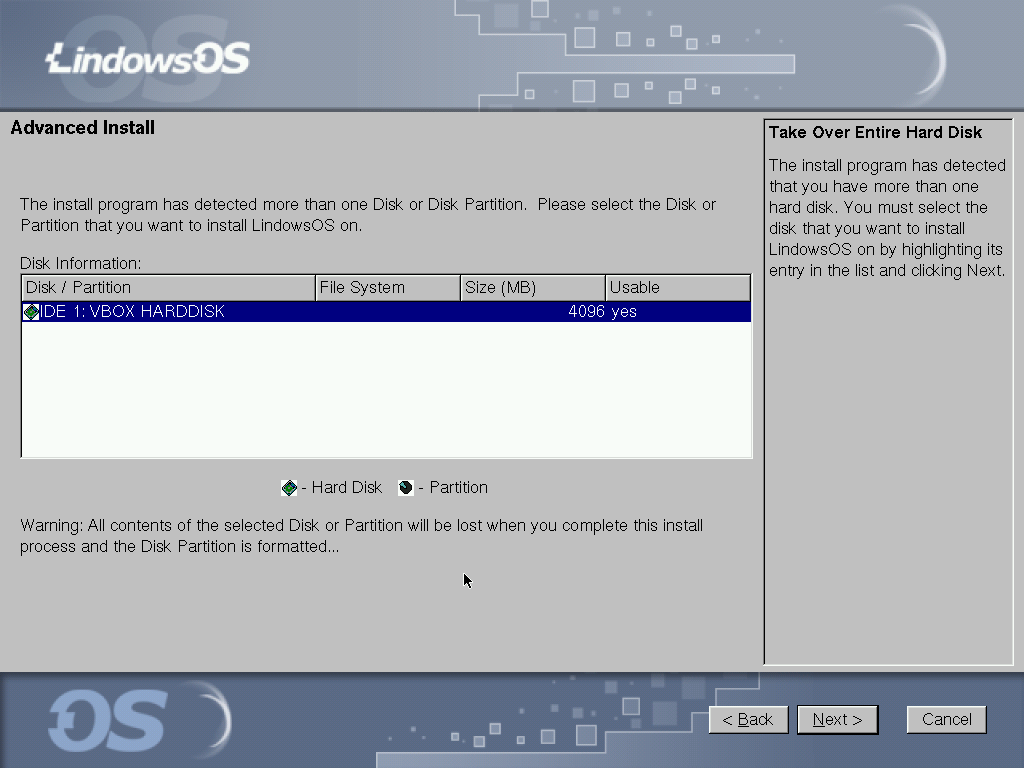 LindowsOS
Advanced Install
The install program has detected more than one Disk or Disk Partition.  Please select the Disk or
Partition that you want to install LindowsOS on.
Disk Information:
Disk / Partition File System Size (MB) Usable
IDE 1: VBOX HARDDISK 4096 yes
- Hard Disk - Partition
Warning: All contents of the selected Disk or Partition will be lost when you complete this install
process and the Disk Partition is formatted...
Take Over Entire Hard Disk
The install program has detected
that you have more than one
hard disk. You must select the
disk that you want to install
LindowsOS on by highlighting its
entry in the list and clicking Next.
OS
< Back Next > Cancel